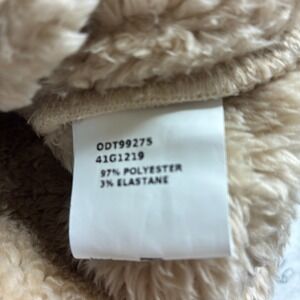 ODT99275
41G1219
97% POLYESTER
3% ELASTANE